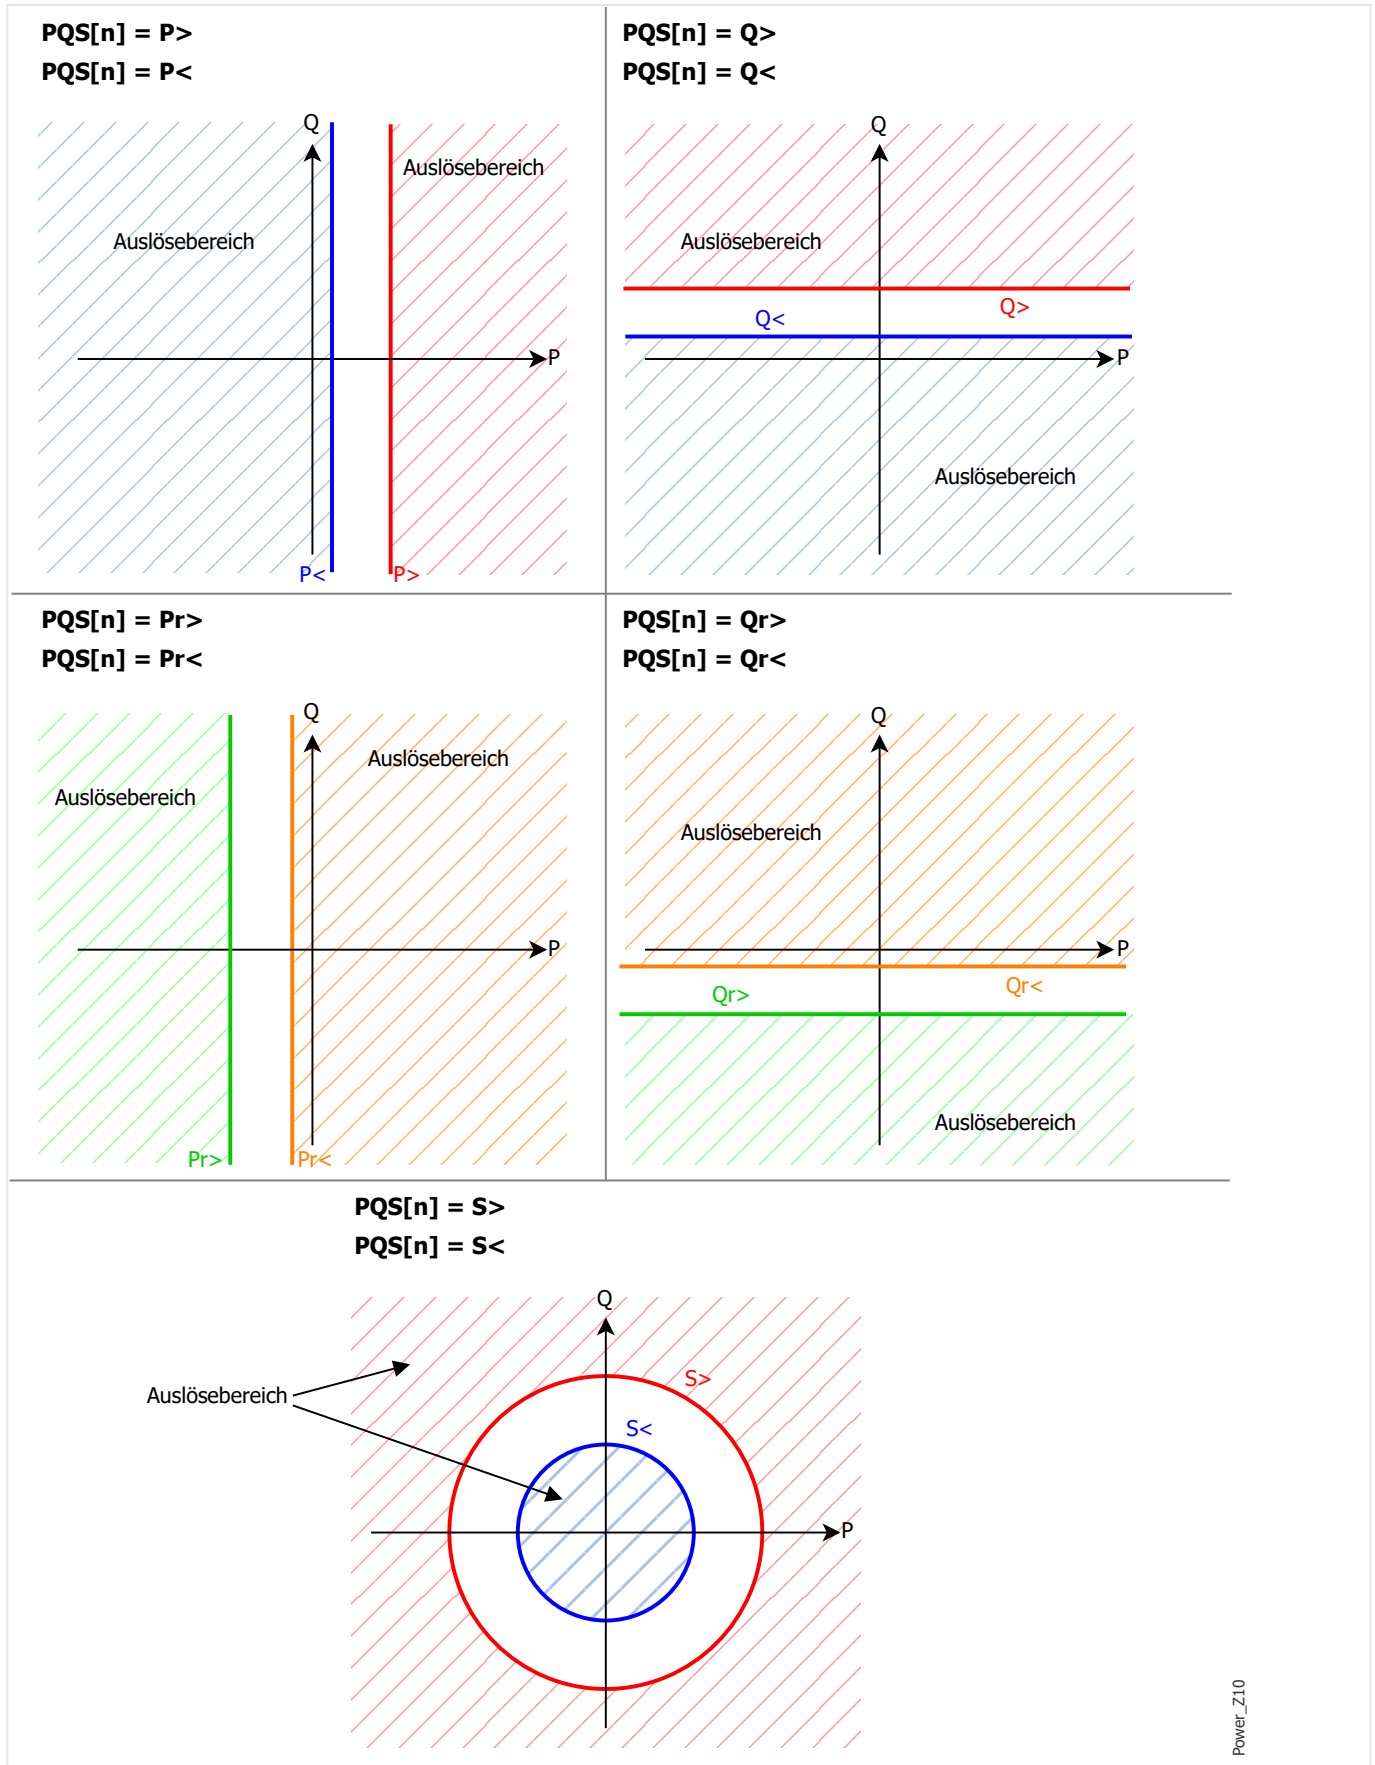 PQS[n] = P>
PQS[n] = P<
Q
Auslösebereich
Auslösebereich
P
P<
P>
PQS[n] = Q>
PQS[n] = Q<
Q
Auslösebereich
Q>
Q<
P
Auslösebereich
PQS[n] = Pr>
PQS[n] = Pr<
Q
Auslösebereich
Auslösebereich
P
Pr>
Pr<
PQS[n] = Qr>
PQS[n] = Qr<
Q
Auslösebereich
P
Qr<
Qr>
Auslösebereich
PQS[n] = S>
PQS[n] = S<
Q
S>
Auslösebereich
S<
P
Power_Z10